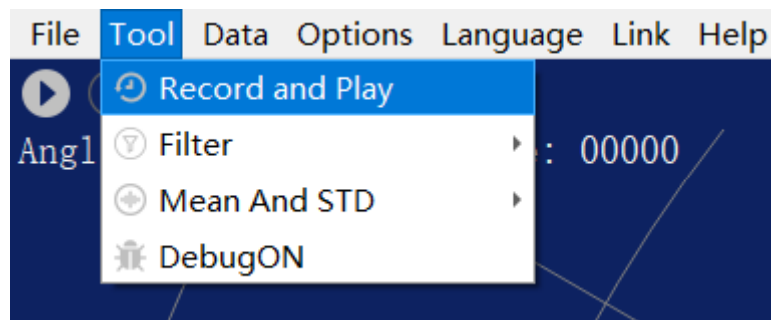 File Tool Data Options Language Link Help
Record and Play
Angl : 00000
Filter
Mean And STD
DebugON